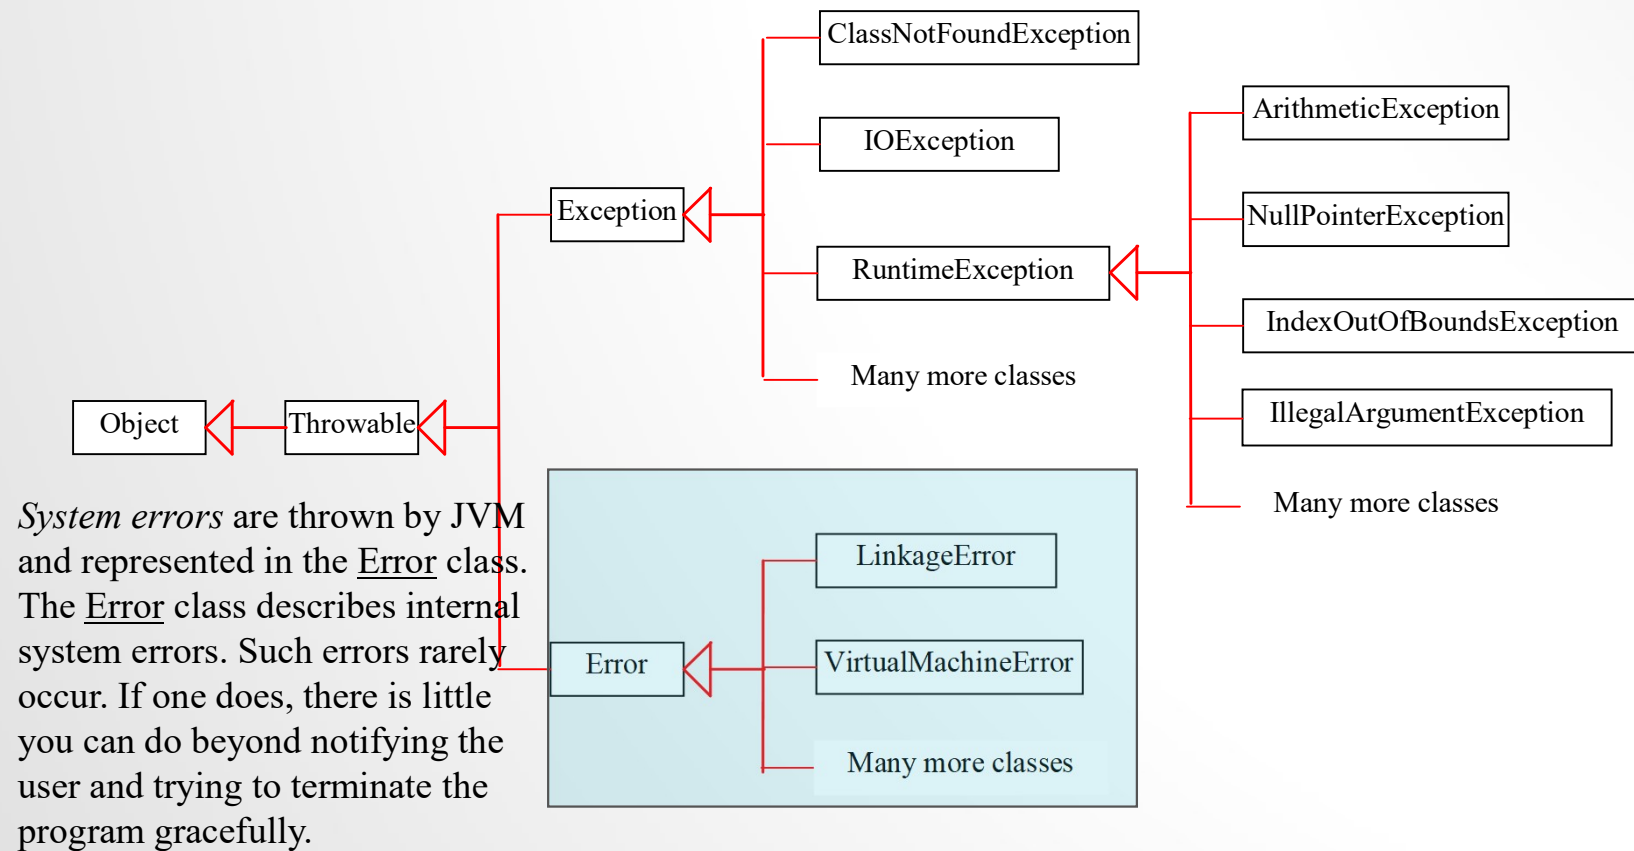 ClassNotFoundException
ArithmeticException
IOException
NullPointerException
Exception
RuntimeException
IndexOutOfBoundsException
Many more classes
IllegalArgumentException
Object
Throwable
Many more classes
System errors are thrown by JVM
and represented in the Error class.
The Error class describes internal
system errors. Such errors rarely
occur. If one does, there is little
you can do beyond notifying the
user and trying to terminate the
program gracefully.
LinkageError
Error
VirtualMachineError
Many more classes